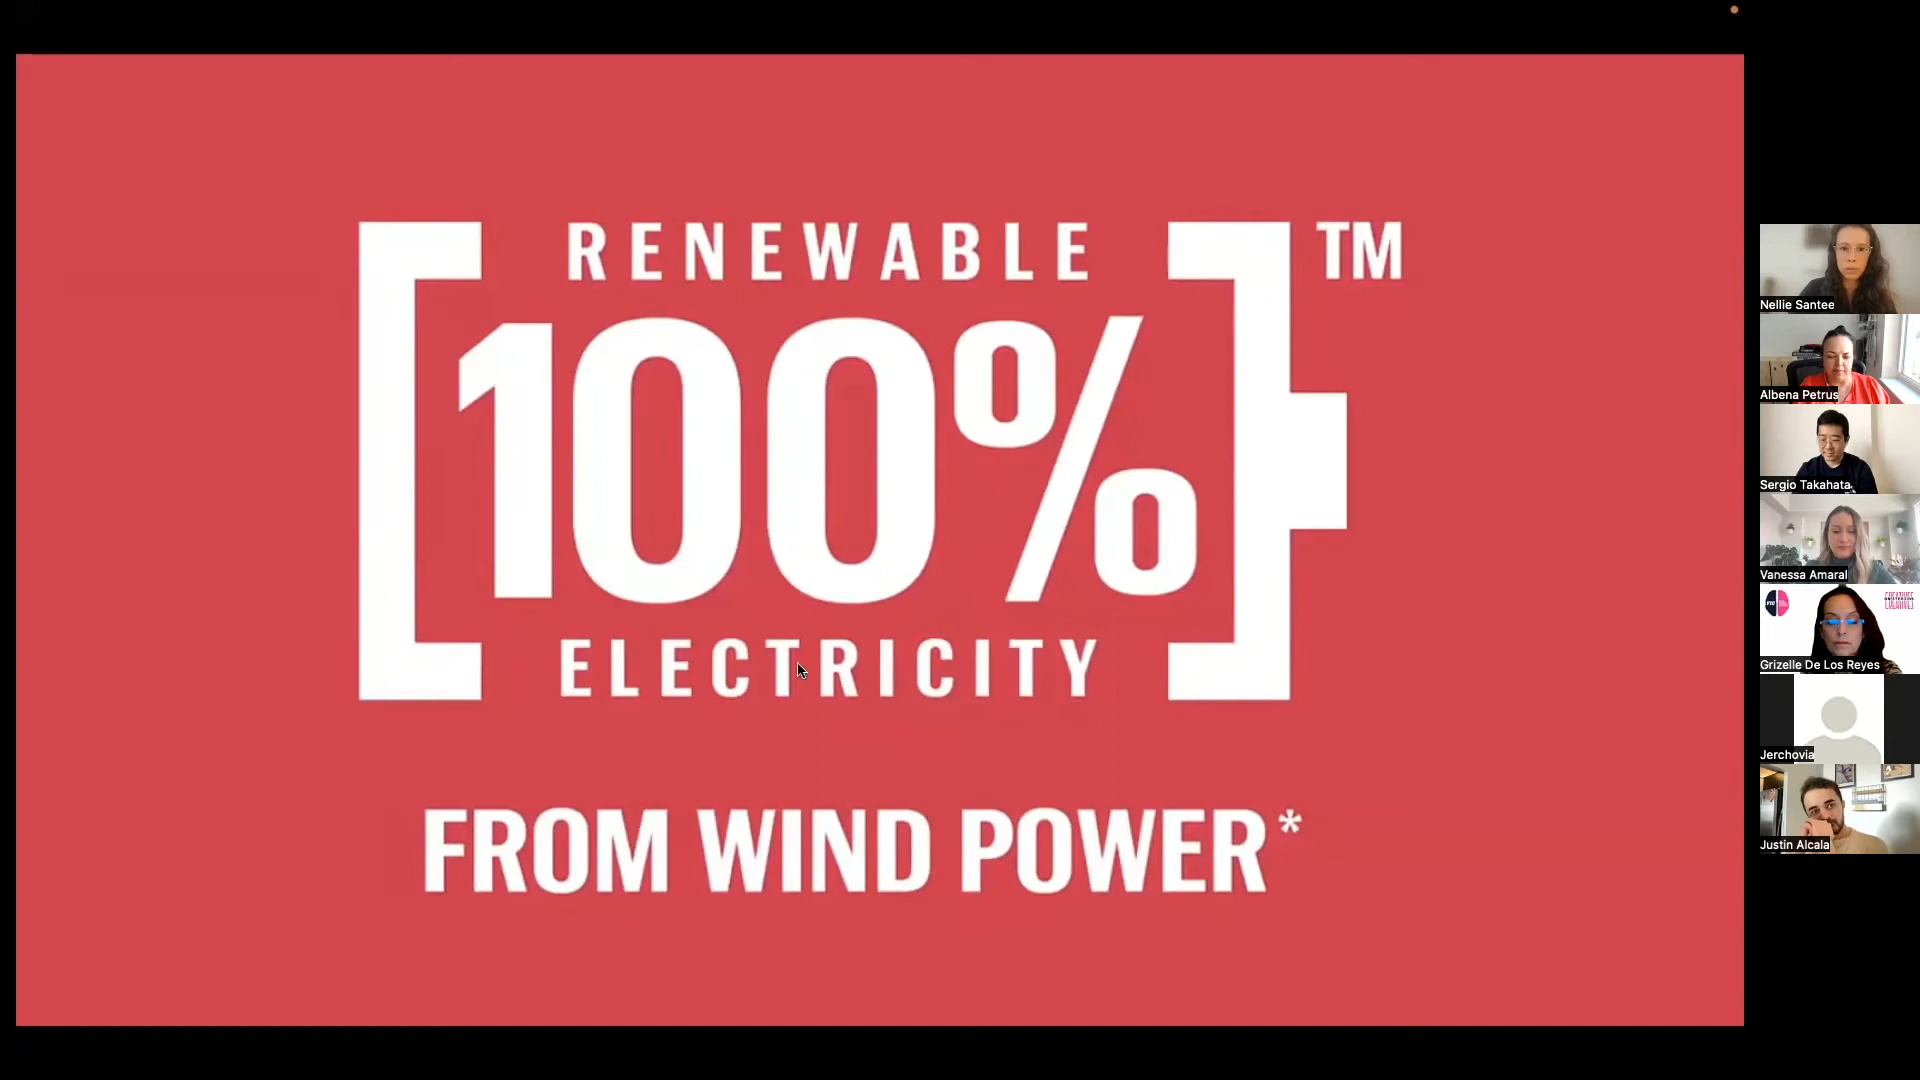 RENEWABLE
TM
100%
ELECTRICITY
FROM WIND POWER*
Nellie Santee
Albena Petrus
Sergio Takahata
Vanessa Amaral
Grizelle De Los Reyes
Jerchovia
Justin Alcala